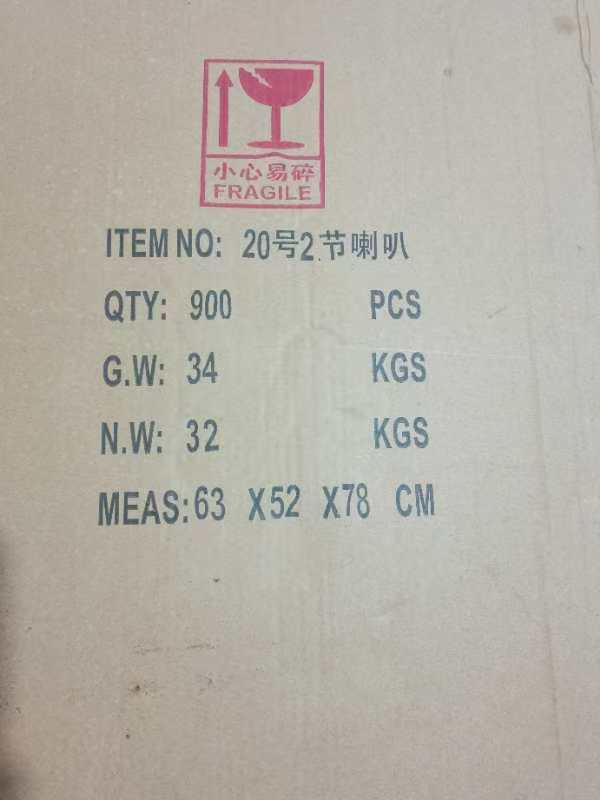 小心易碎
FRAGILE
ITEM NO: 20号2.节喇叭
QTY: 900 PCS
G.W: 34 KGS
N.W: 32 KGS
MEAS: 63 X52 X78 CM